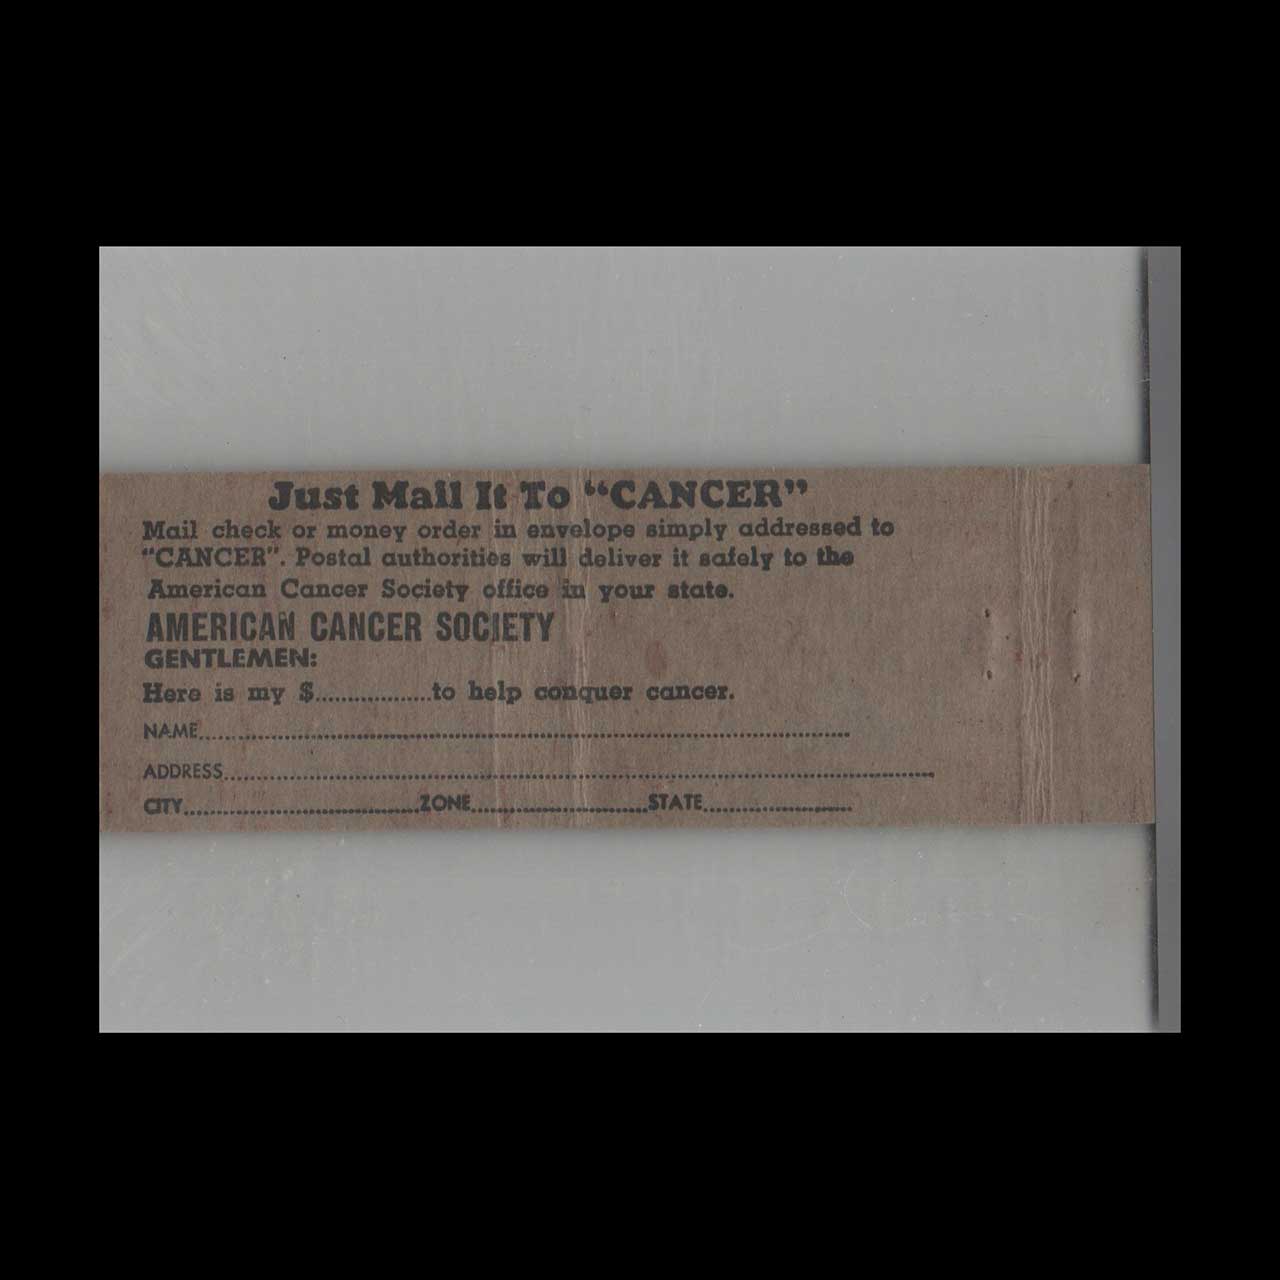 Just Mail It To “CANCER”
Mail check or money order in envelope simply addressed to
“CANCER”. Postal authorities will deliver it safely to the
American Cancer Society office in your state.
AMERICAN CANCER SOCIETY
GENTLEMEN:
Here is my $................to help conquer cancer.
NAME....................
ADDRESS....................
CITY....................ZONE....................STATE....................